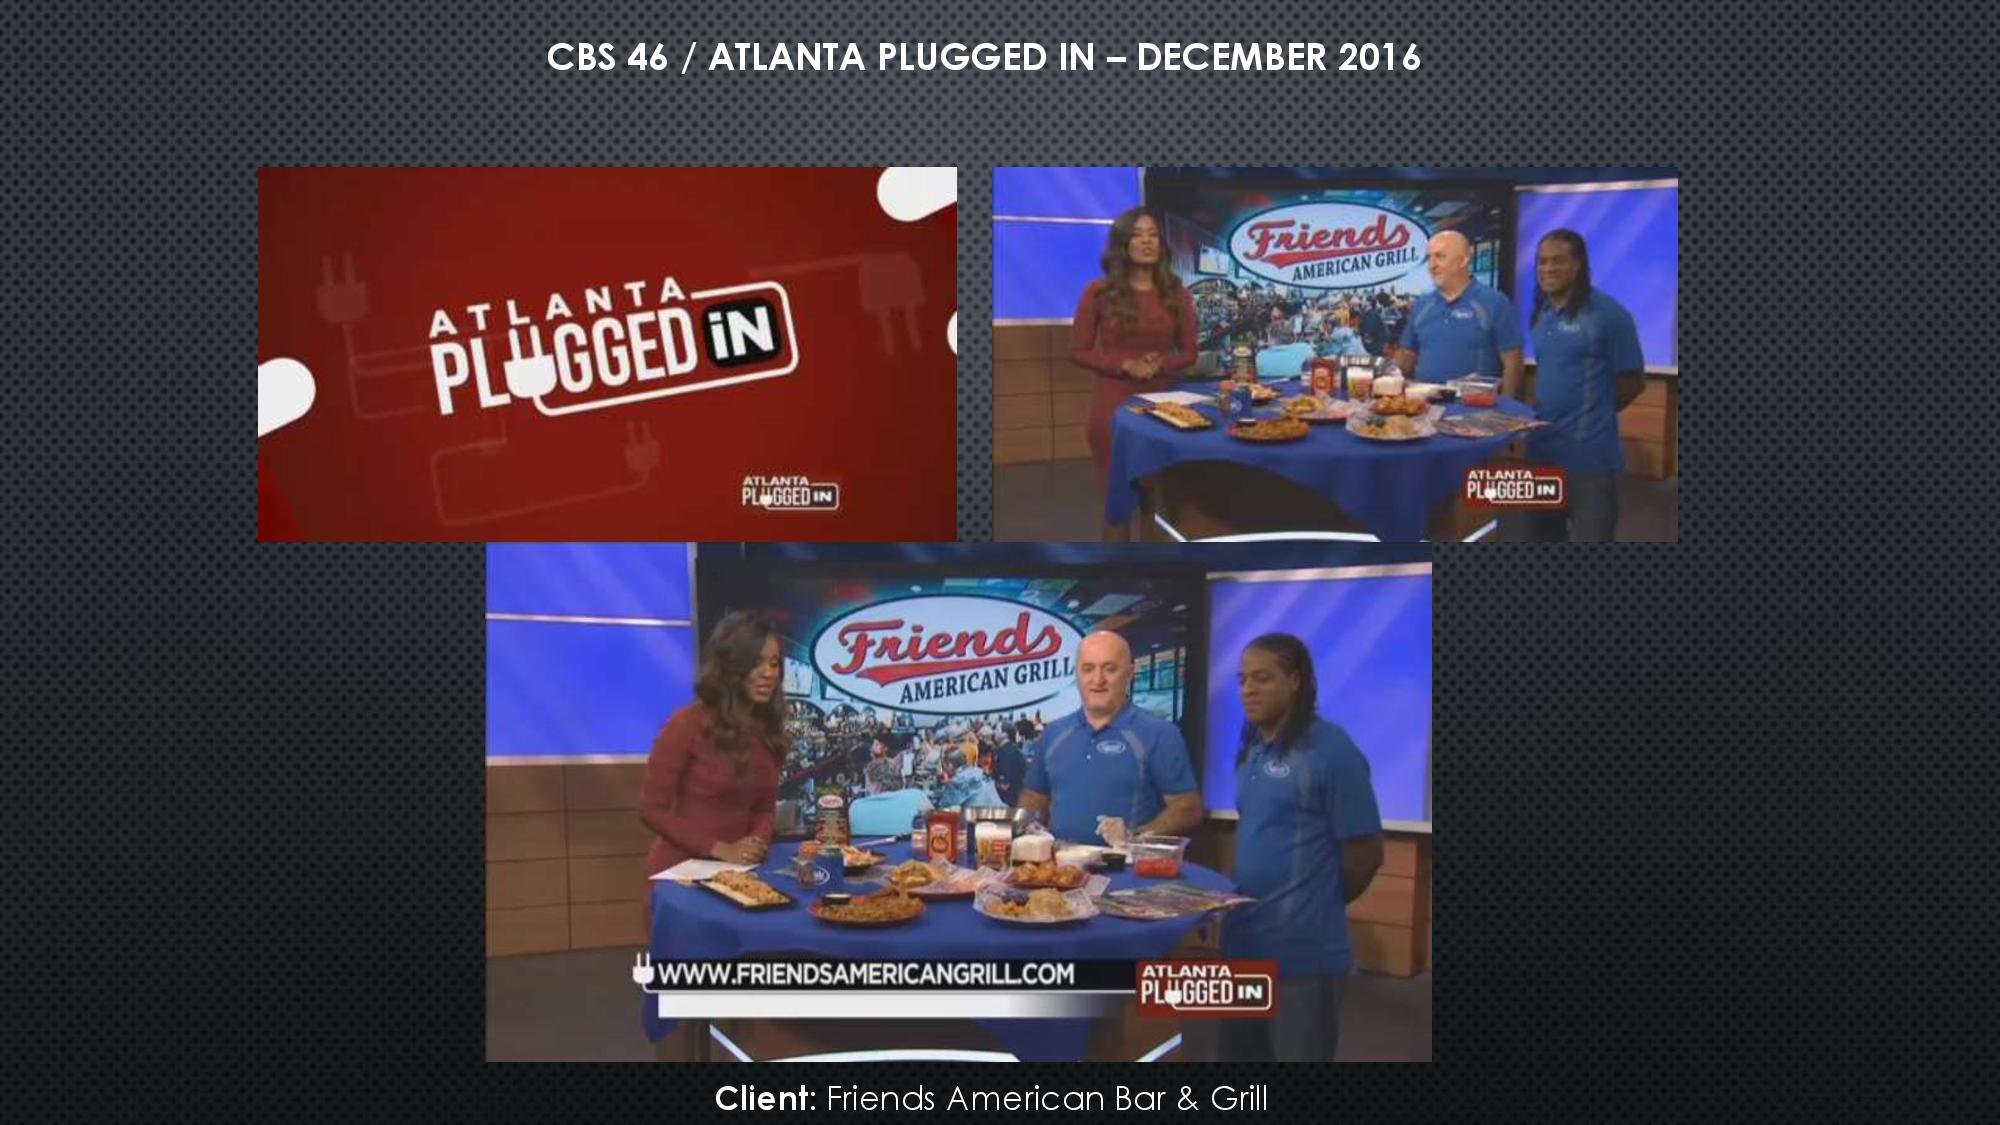 CBS 46 / ATLANTA PLUGGED IN – DECEMBER 2016
ATLANTA
PLUGGED iN
ATLANTA
PLUGGED IN
Friends
AMERICAN GRILL
ATLANTA
PLUGGED IN
Friends
AMERICAN GRILL
WWW.FRIENDSAMERICANGRILL.COM
ATLANTA
PLUGGED IN
Client: Friends American Bar & Grill